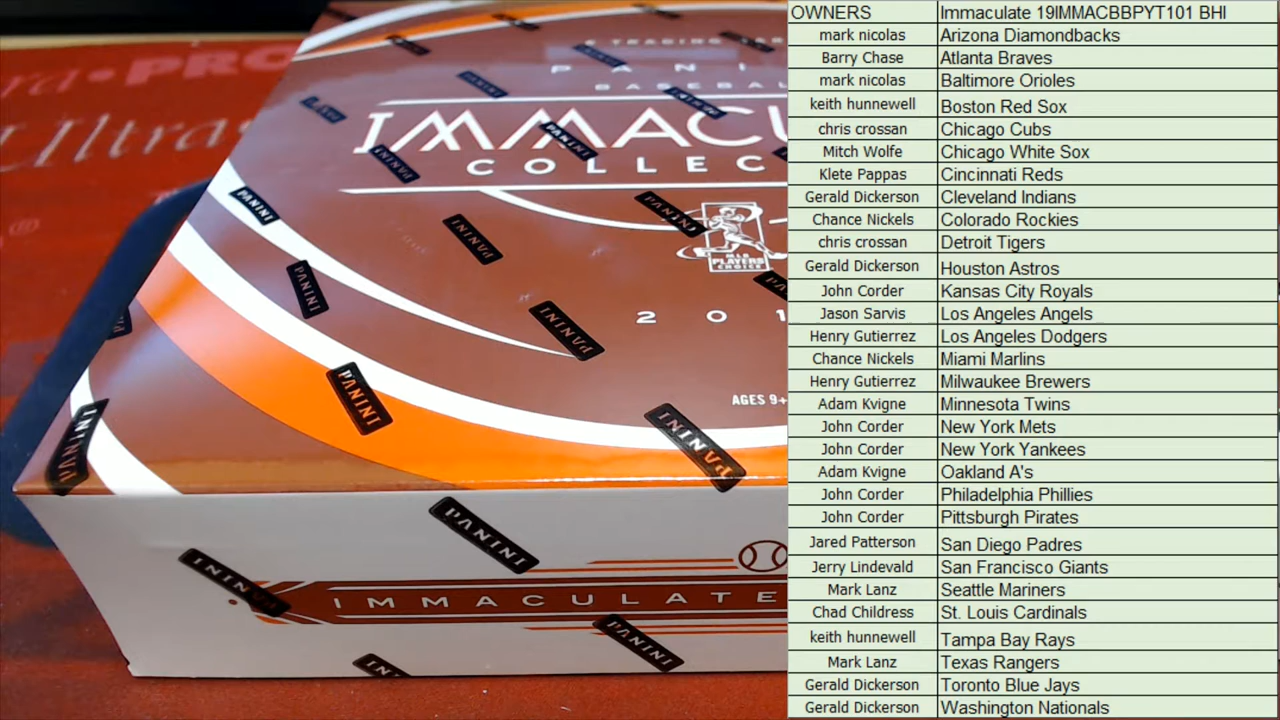 ra • PRO
Ultra
®
PANINI
BASEBALL
IMMACU
COLLEC
MLB
PLAYERS
CHOICE
2 0 1
AGES 9+
IMMACULATE
PANINI
PANINI
PANINI
PANINI
PANINI
PANINI
PANINI
PANINI
PANINI
PANINI
PANINI
PANINI
OWNERS Immaculate 19IMMACBBPYT101 BHI
mark nicolas Arizona Diamondbacks
Barry Chase Atlanta Braves
mark nicolas Baltimore Orioles
keith hunnewell Boston Red Sox
chris crossan Chicago Cubs
Mitch Wolfe Chicago White Sox
Klete Pappas Cincinnati Reds
Gerald Dickerson Cleveland Indians
Chance Nickels Colorado Rockies
chris crossan Detroit Tigers
Gerald Dickerson Houston Astros
John Corder Kansas City Royals
Jason Sarvis Los Angeles Angels
Henry Gutierrez Los Angeles Dodgers
Chance Nickels Miami Marlins
Henry Gutierrez Milwaukee Brewers
Adam Kvigne Minnesota Twins
John Corder New York Mets
John Corder New York Yankees
Adam Kvigne Oakland A's
John Corder Philadelphia Phillies
John Corder Pittsburgh Pirates
Jared Patterson San Diego Padres
Jerry Lindevald San Francisco Giants
Mark Lanz Seattle Mariners
Chad Childress St. Louis Cardinals
keith hunnewell Tampa Bay Rays
Mark Lanz Texas Rangers
Gerald Dickerson Toronto Blue Jays
Gerald Dickerson Washington Nationals